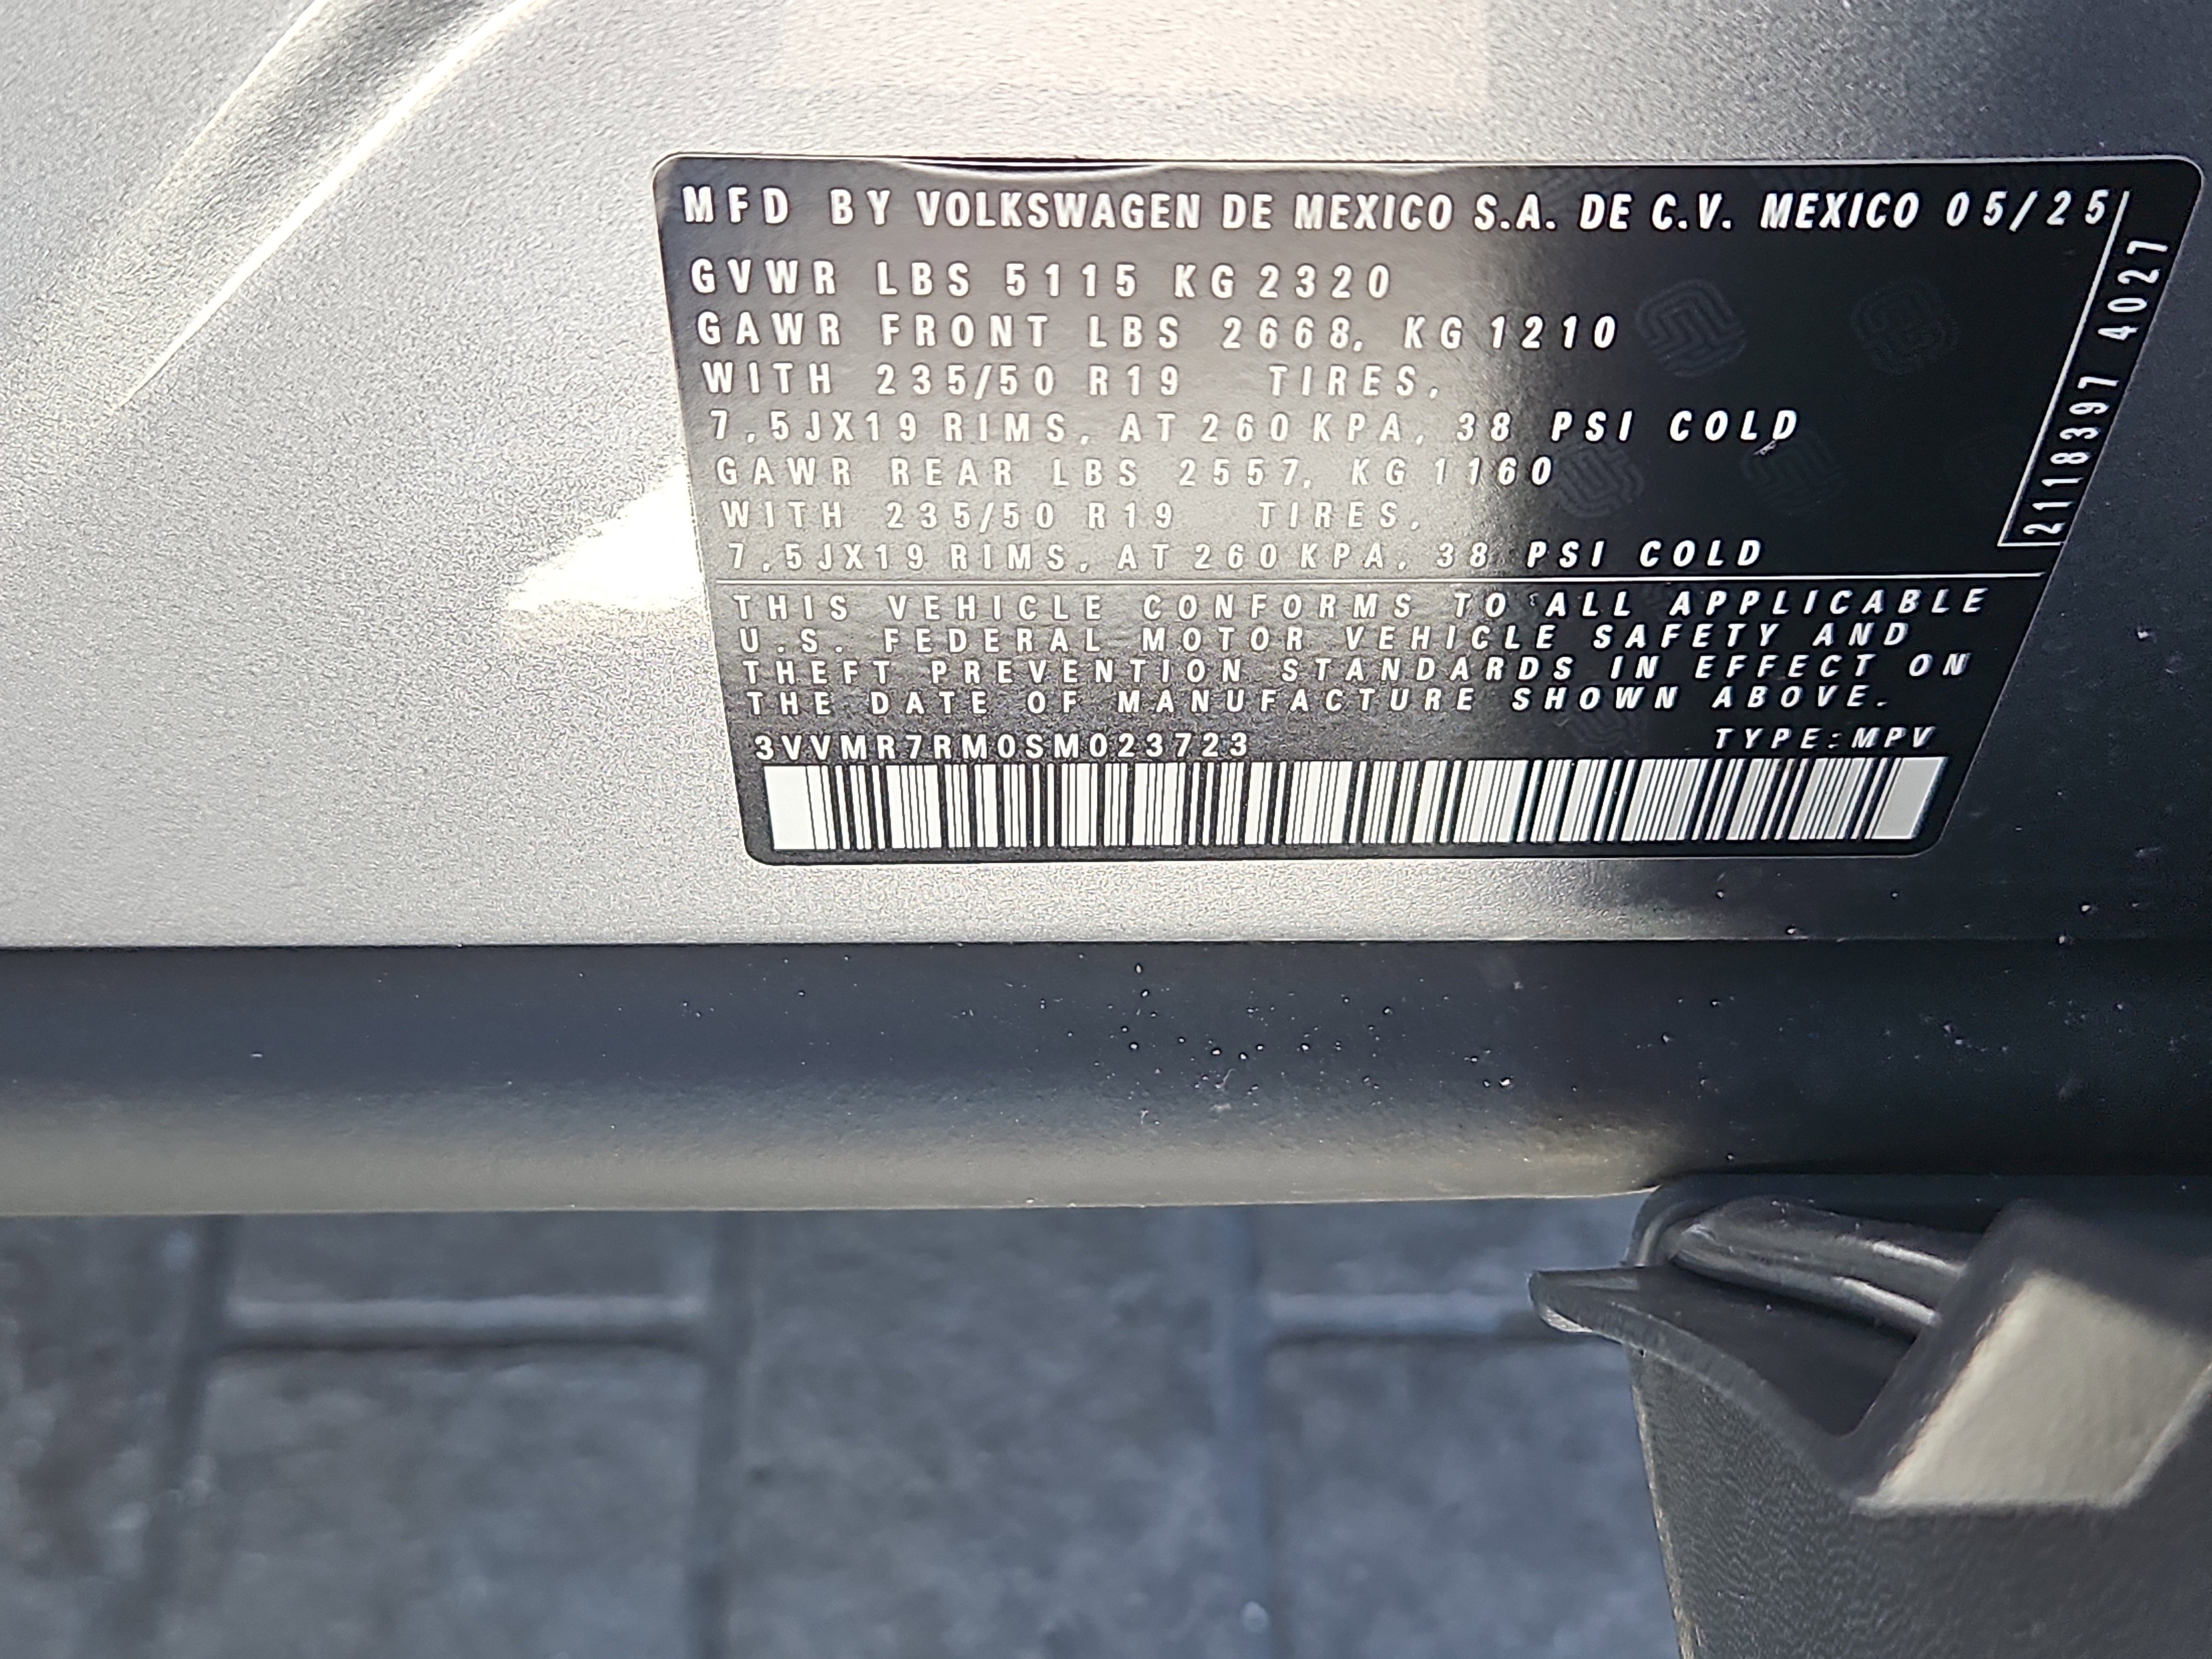 MFD BY VOLKSWAGEN DE MEXICO S.A. DE C.V. MEXICO 05/25
GVWR LBS 5115 KG 2320
GAWR FRONT LBS 2668, KG 1210
WITH 235/50 R19 TIRES,
7,5JX19 RIMS, AT 260 KPA, 38 PSI COLD
GAWR REAR LBS 2557, KG 1160
WITH 235/50 R19 TIRES,
7,5JX19 RIMS, AT 260 KPA, 38 PSI COLD
THIS VEHICLE CONFORMS TO ALL APPLICABLE
U.S. FEDERAL MOTOR VEHICLE SAFETY AND
THEFT PREVENTION STANDARDS IN EFFECT ON
THE DATE OF MANUFACTURE SHOWN ABOVE.
3VVMR7RM0SM023723 TYPE:MPV
2118397 4027